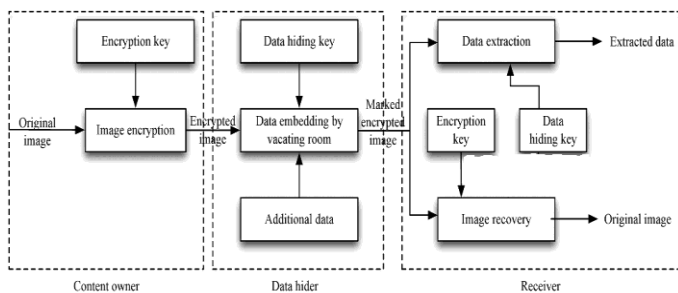 Encryption key
Original
image
Image encryption
Encrypted
image
Data hiding key
Data embedding by
vacating room
Additional data
Marked
encrypted
image
Data extraction
Extracted data
Encryption
key
Data
hiding key
Image recovery
Original image
Content owner
Data hider
Receiver